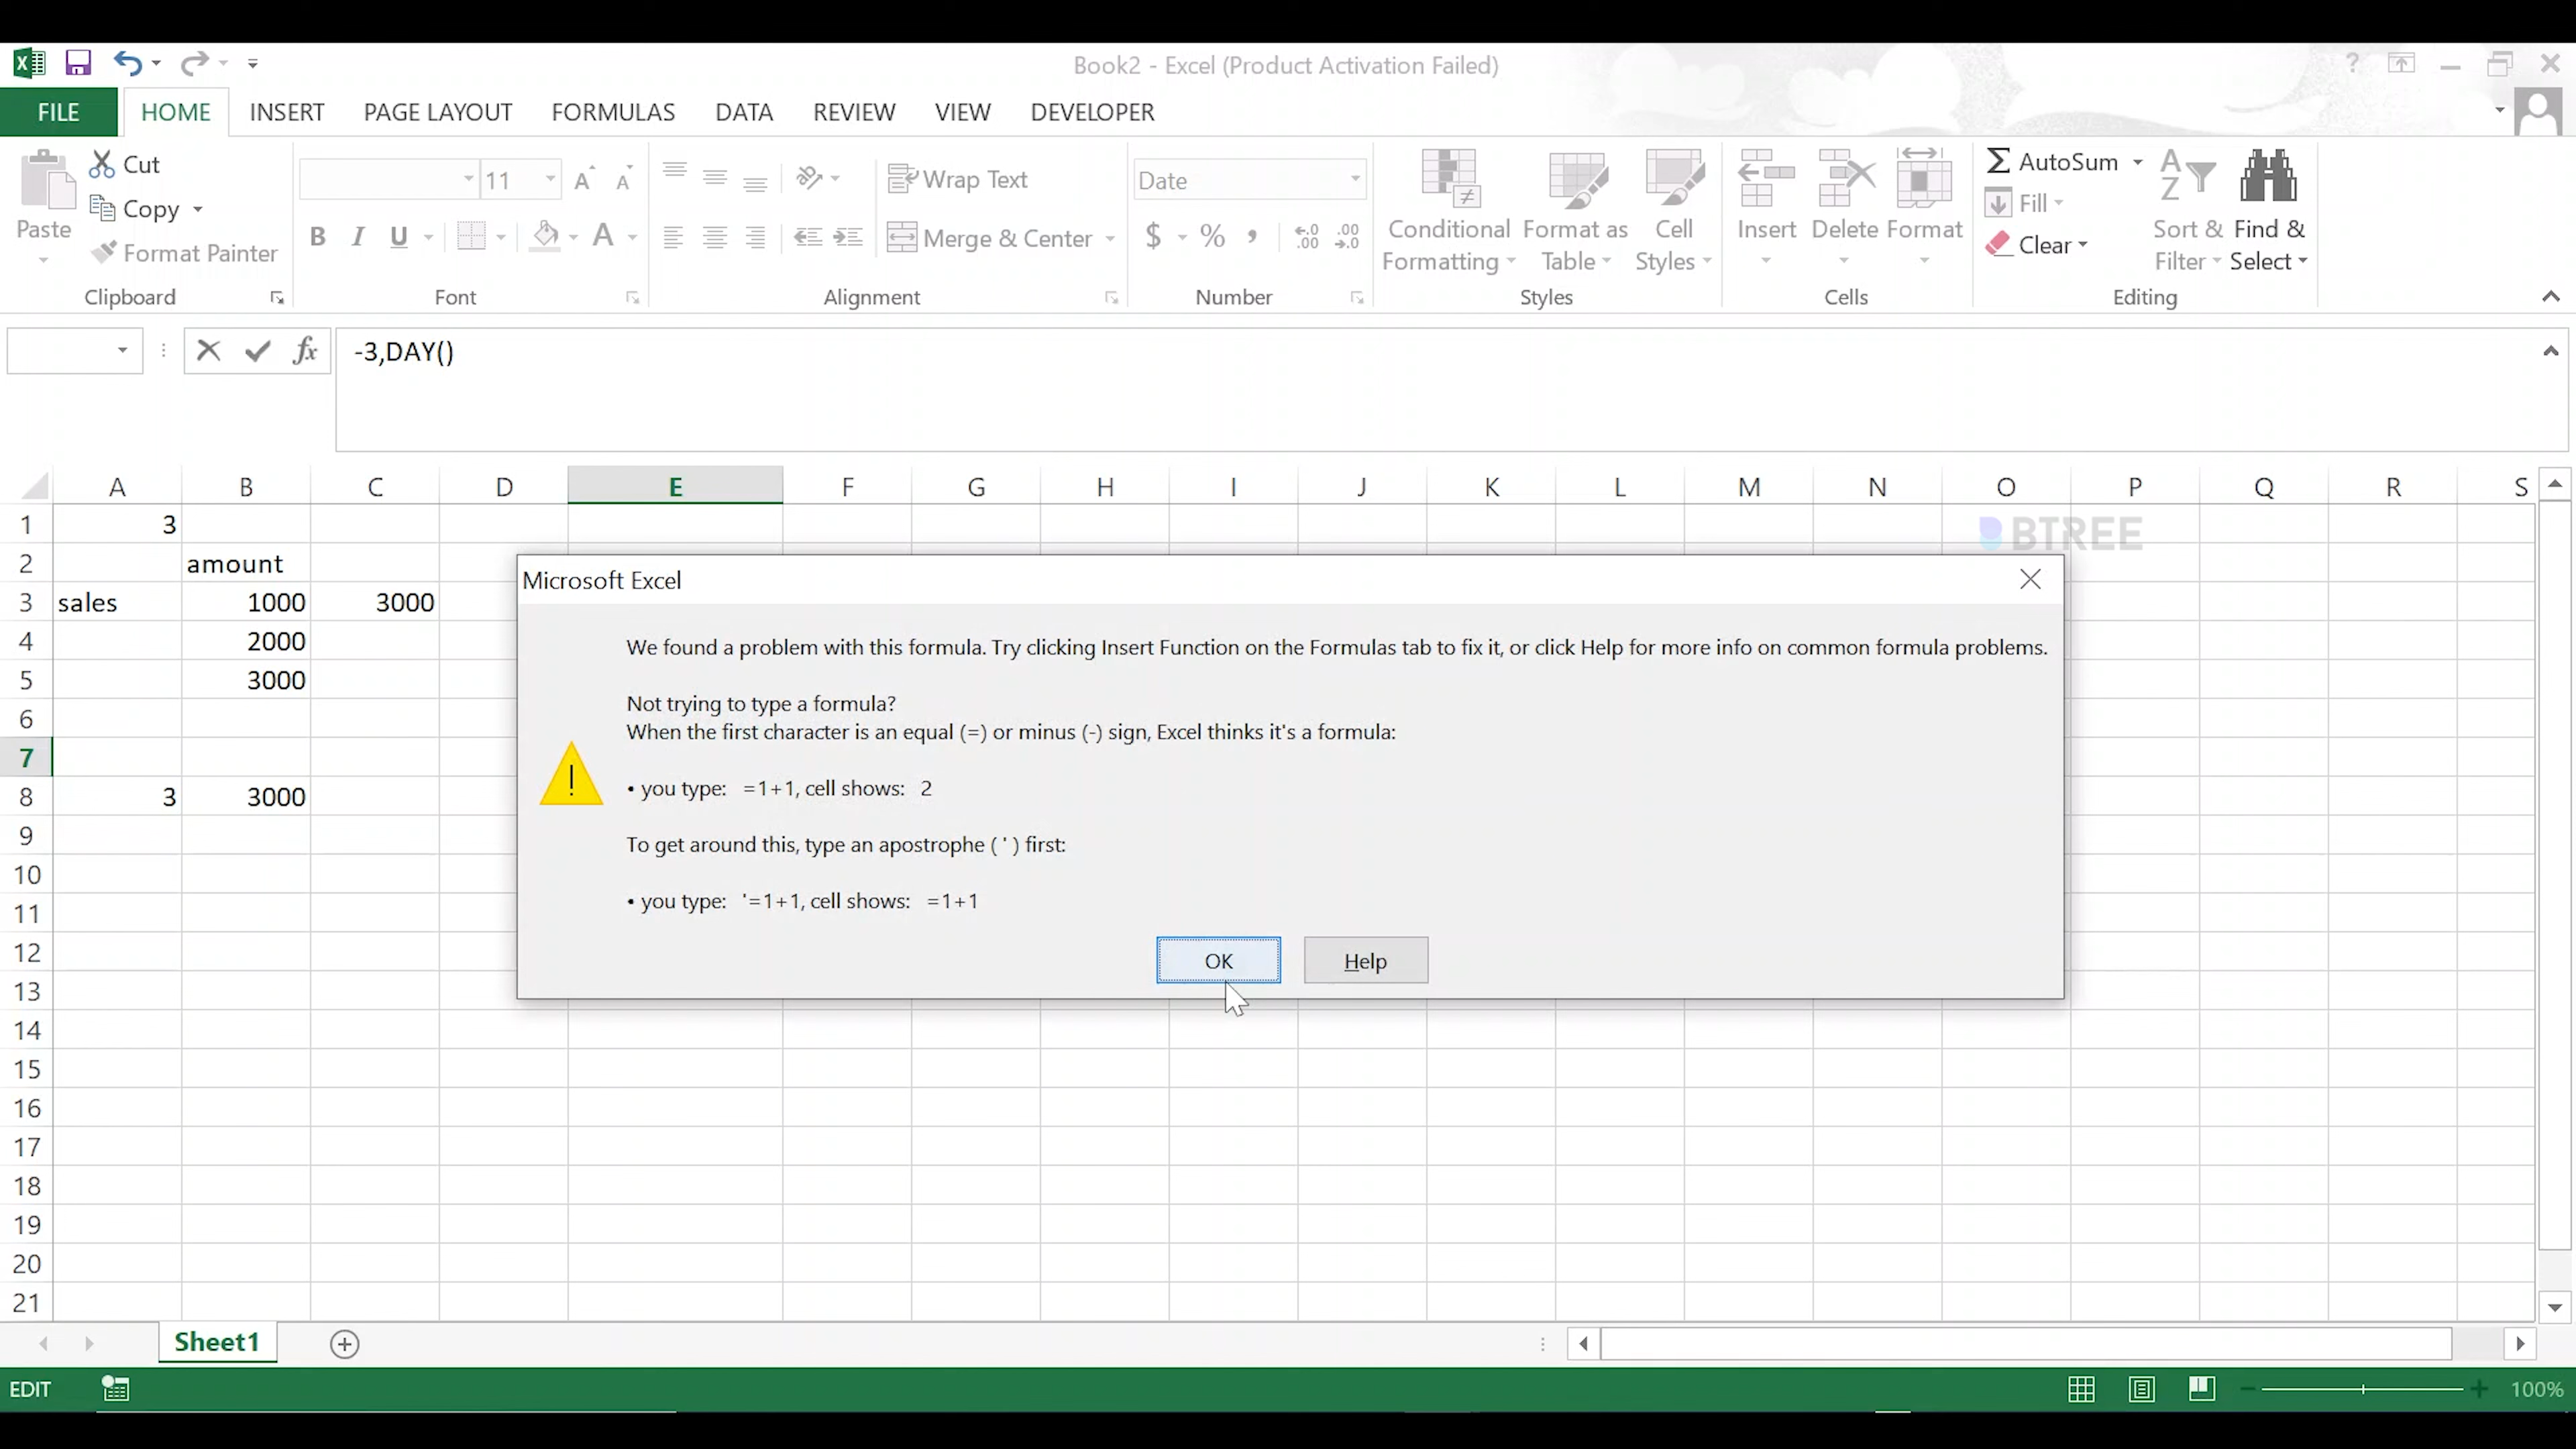 Book2 - Excel (Product Activation Failed)
?
FILE HOME INSERT PAGE LAYOUT FORMULAS DATA REVIEW VIEW DEVELOPER
Paste
Cut
Copy
Format Painter
Clipboard
11
A A
B I U A
Font
Wrap Text
Merge & Center
Alignment
Date
$ % ,
Number
Conditional
Formatting
Format as
Table
Cell
Styles
Styles
Insert
Delete
Format
Cells
Σ AutoSum
Fill
Clear
Sort &
Filter
Find &
Select
Editing
fx
-3,DAY()
A B C D E F G H I J K L M N O P Q R S
1 3
2 amount
3 sales 1000 3000
4 2000
5 3000
6
7
8 3 3000
9
10
11
12
13
14
15
16
17
18
19
20
21
BTREE
Microsoft Excel
We found a problem with this formula. Try clicking Insert Function on the Formulas tab to fix it, or click Help for more info on common formula problems.
Not trying to type a formula?
When the first character is an equal (=) or minus (-) sign, Excel thinks it's a formula:
• you type: =1+1, cell shows: 2
To get around this, type an apostrophe ( ' ) first:
• you type: '=1+1, cell shows: =1+1
OK Help
Sheet1
EDIT
100%